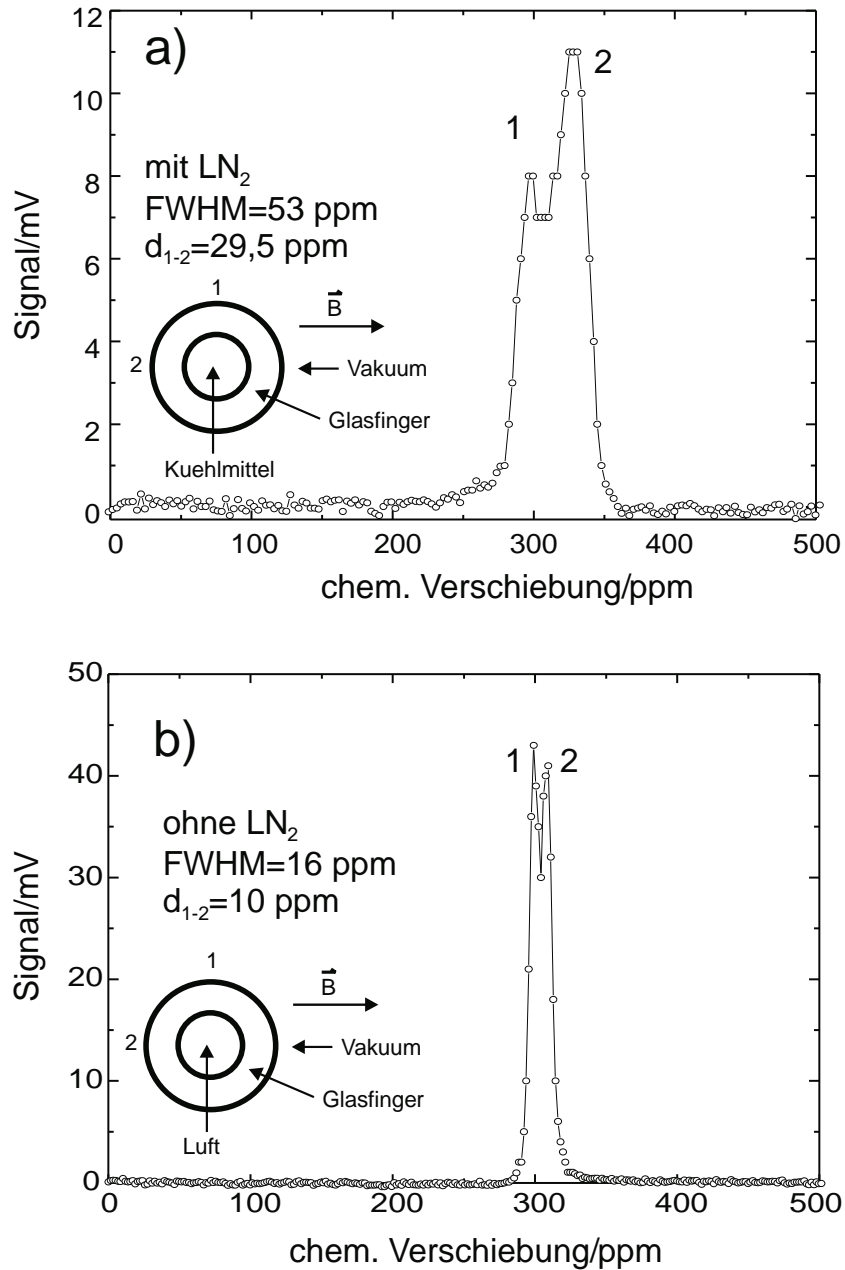 a)
12
10
8
6
4
2
0
Signal/mV
1
2
mit LN₂
FWHM=53 ppm
d₁₋₂=29,5 ppm
1
2
B
Vakuum
Glasfinger
Kuehlmittel
0 100 200 300 400 500
chem. Verschiebung/ppm
b)
50
40
30
20
10
0
Signal/mV
1 2
ohne LN₂
FWHM=16 ppm
d₁₋₂=10 ppm
1
2
B
Vakuum
Glasfinger
Luft
0 100 200 300 400 500
chem. Verschiebung/ppm